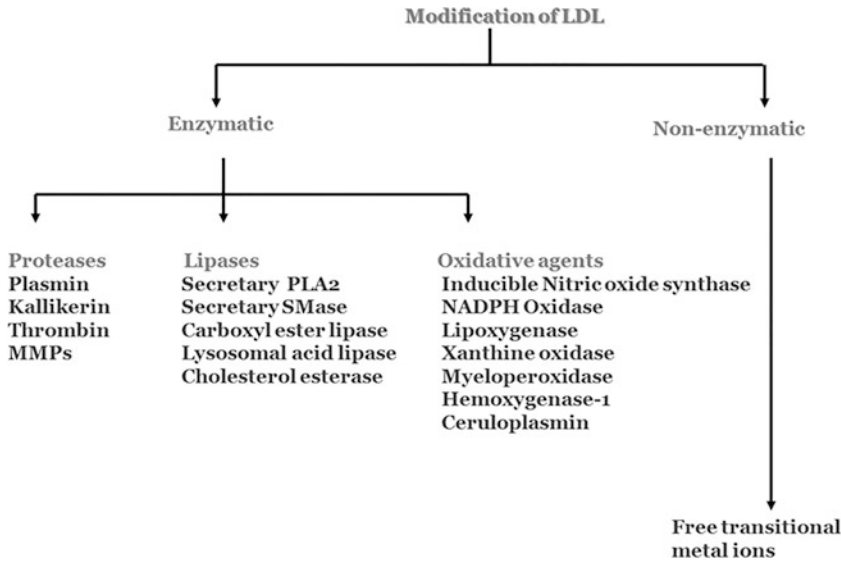 Modification of LDL
Enzymatic
Non-enzymatic
Proteases
Plasmin
Kallikerin
Thrombin
MMPs
Lipases
Secretary PLA2
Secretary SMase
Carboxyl ester lipase
Lysosomal acid lipase
Cholesterol esterase
Oxidative agents
Inducible Nitric oxide synthase
NADPH Oxidase
Lipoxygenase
Xanthine oxidase
Myeloperoxidase
Hemoxygenase-1
Ceruloplasmin
Free transitional
metal ions